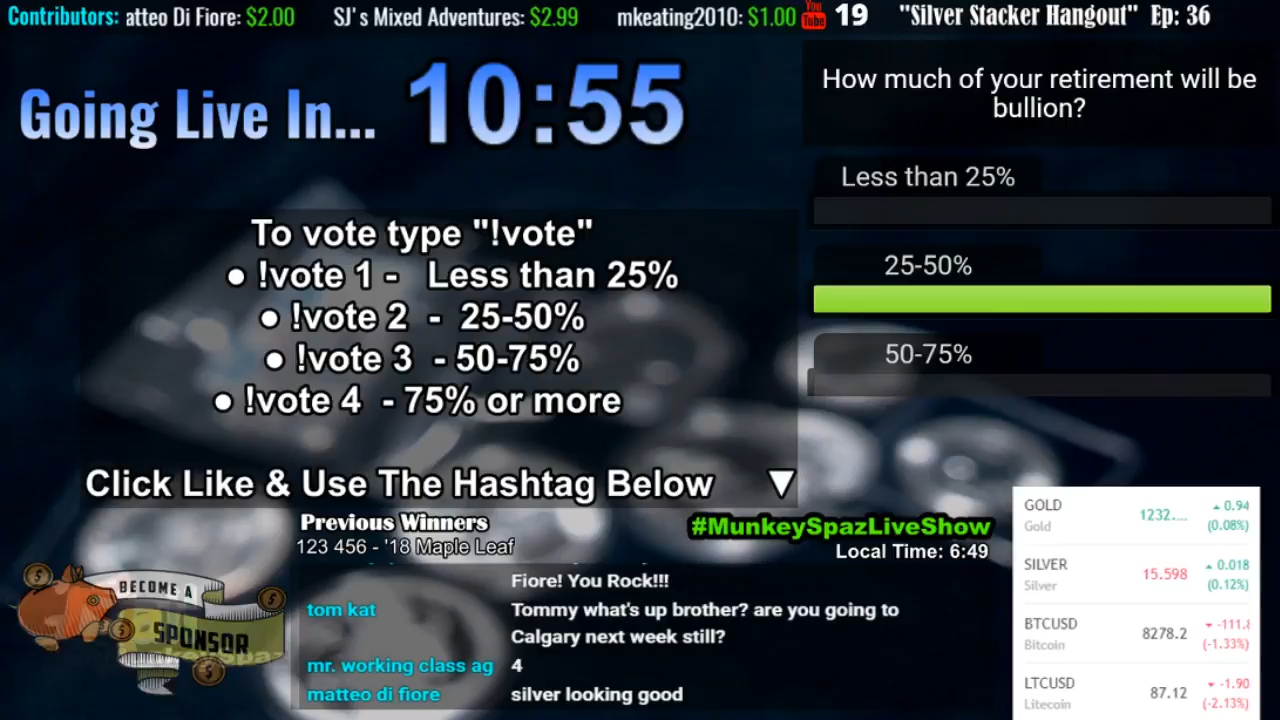 Contributors: atteo Di Fiore: $2.00 SJ's Mixed Adventures: $2.99 mkeating2010: $1.00 You Tube 19 "Silver Stacker Hangout" Ep: 36
Going Live In... 10:55
How much of your retirement will be
bullion?
Less than 25%
25-50%
50-75%
To vote type "!vote"
● !vote 1 - Less than 25%
● !vote 2 - 25-50%
● !vote 3 - 50-75%
● !vote 4 - 75% or more
Click Like & Use The Hashtag Below ▼
Previous Winners
123 456 - '18 Maple Leaf
#MunkeySpazLiveShow
Local Time: 6:49
BECOME A
SPONSOR
Fiore! You Rock!!!
tom kat Tommy what's up brother? are you going to
Calgary next week still?
mr. working class ag 4
matteo di fiore silver looking good
GOLD 1232.... 0.94
Gold (0.08%)
SILVER 15.598 0.018
Silver (0.12%)
BTCUSD 8278.2 -111.
Bitcoin (-1.33%)
LTCUSD 87.12 -1.90
Litecoin (-2.13%)